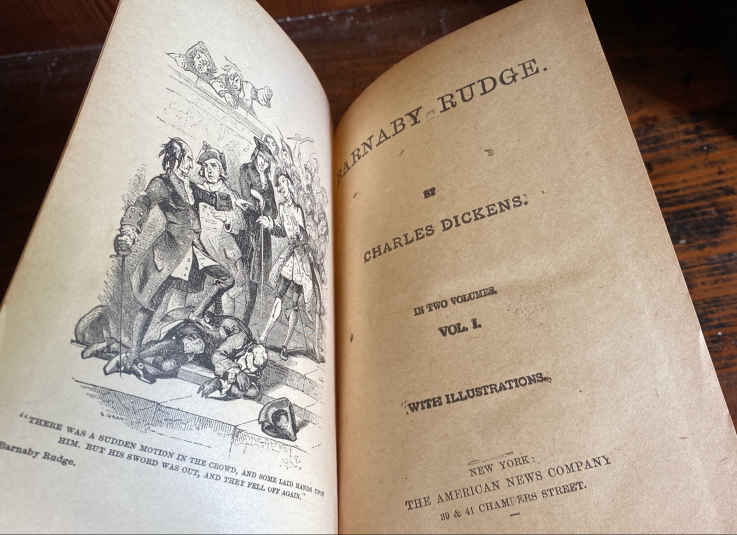 "THERE WAS A SUDDEN MOTION IN THE CROWD, AND SOME LAID HANDS UPON
HIM. BUT HIS SWORD WAS OUT, AND THEY FELL OFF AGAIN."
Barnaby Rudge.
BARNABY RUDGE.
BY
CHARLES DICKENS.
IN TWO VOLUMES.
VOL. I.
WITH ILLUSTRATIONS.
NEW YORK:
THE AMERICAN NEWS COMPANY
39 & 41 CHAMBERS STREET.